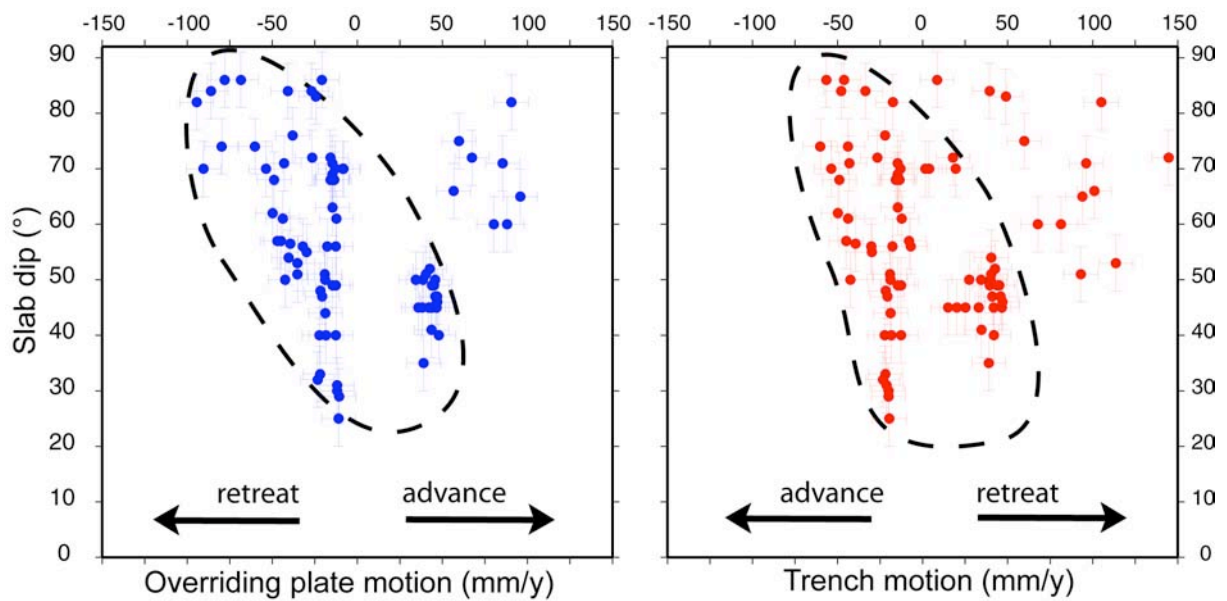 -150 -100 -50 0 50 100 150
-150 -100 -50 0 50 100 150
90
80
70
60
50
40
30
20
10
0
Slab dip (°)
90
80
70
60
50
40
30
20
10
0
retreat advance
advance retreat
Overriding plate motion (mm/y)
Trench motion (mm/y)